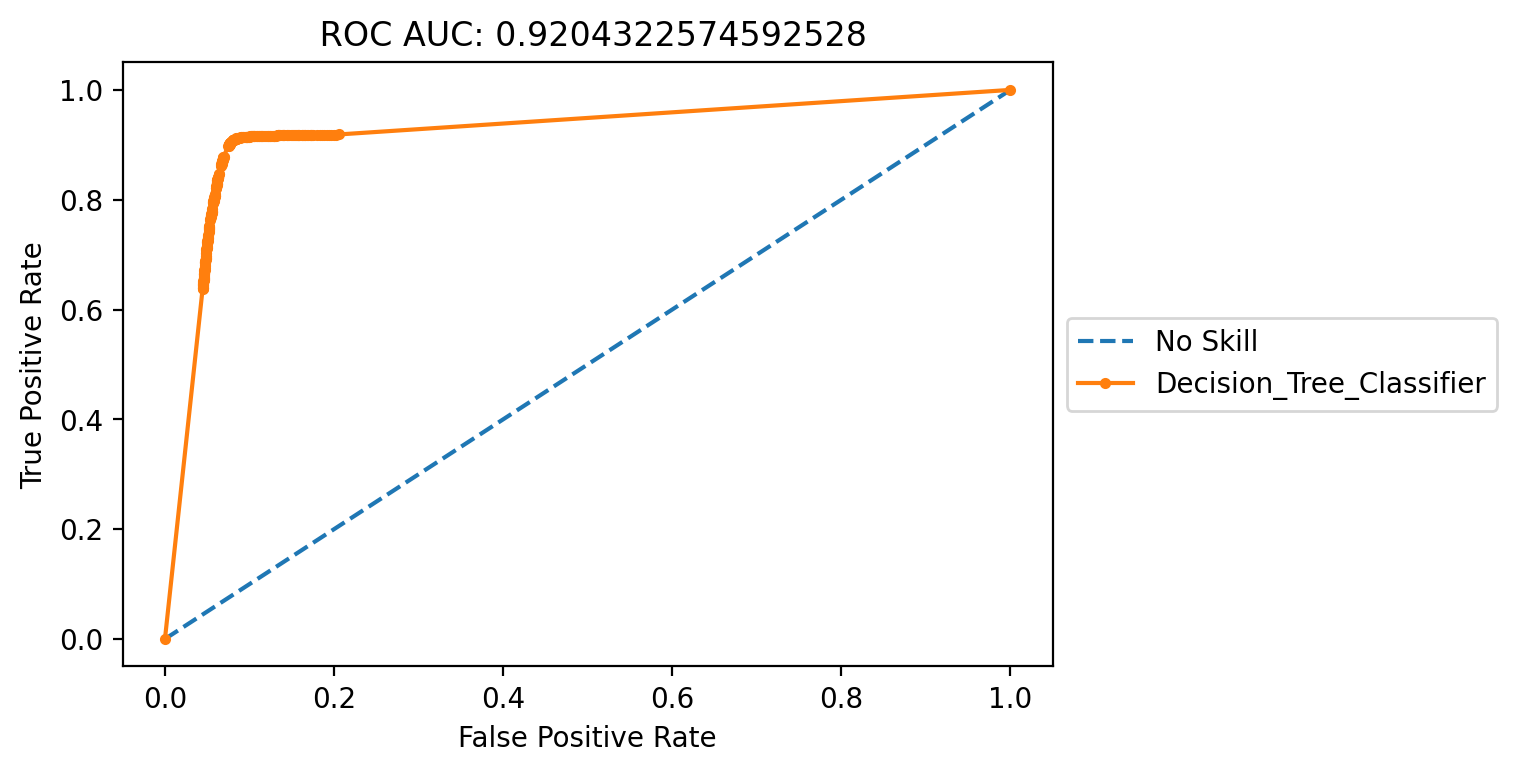 ROC AUC: 0.9204322574592528
1.0
0.8
0.6
0.4
0.2
0.0
True Positive Rate
0.0 0.2 0.4 0.6 0.8 1.0
False Positive Rate
No Skill
Decision_Tree_Classifier